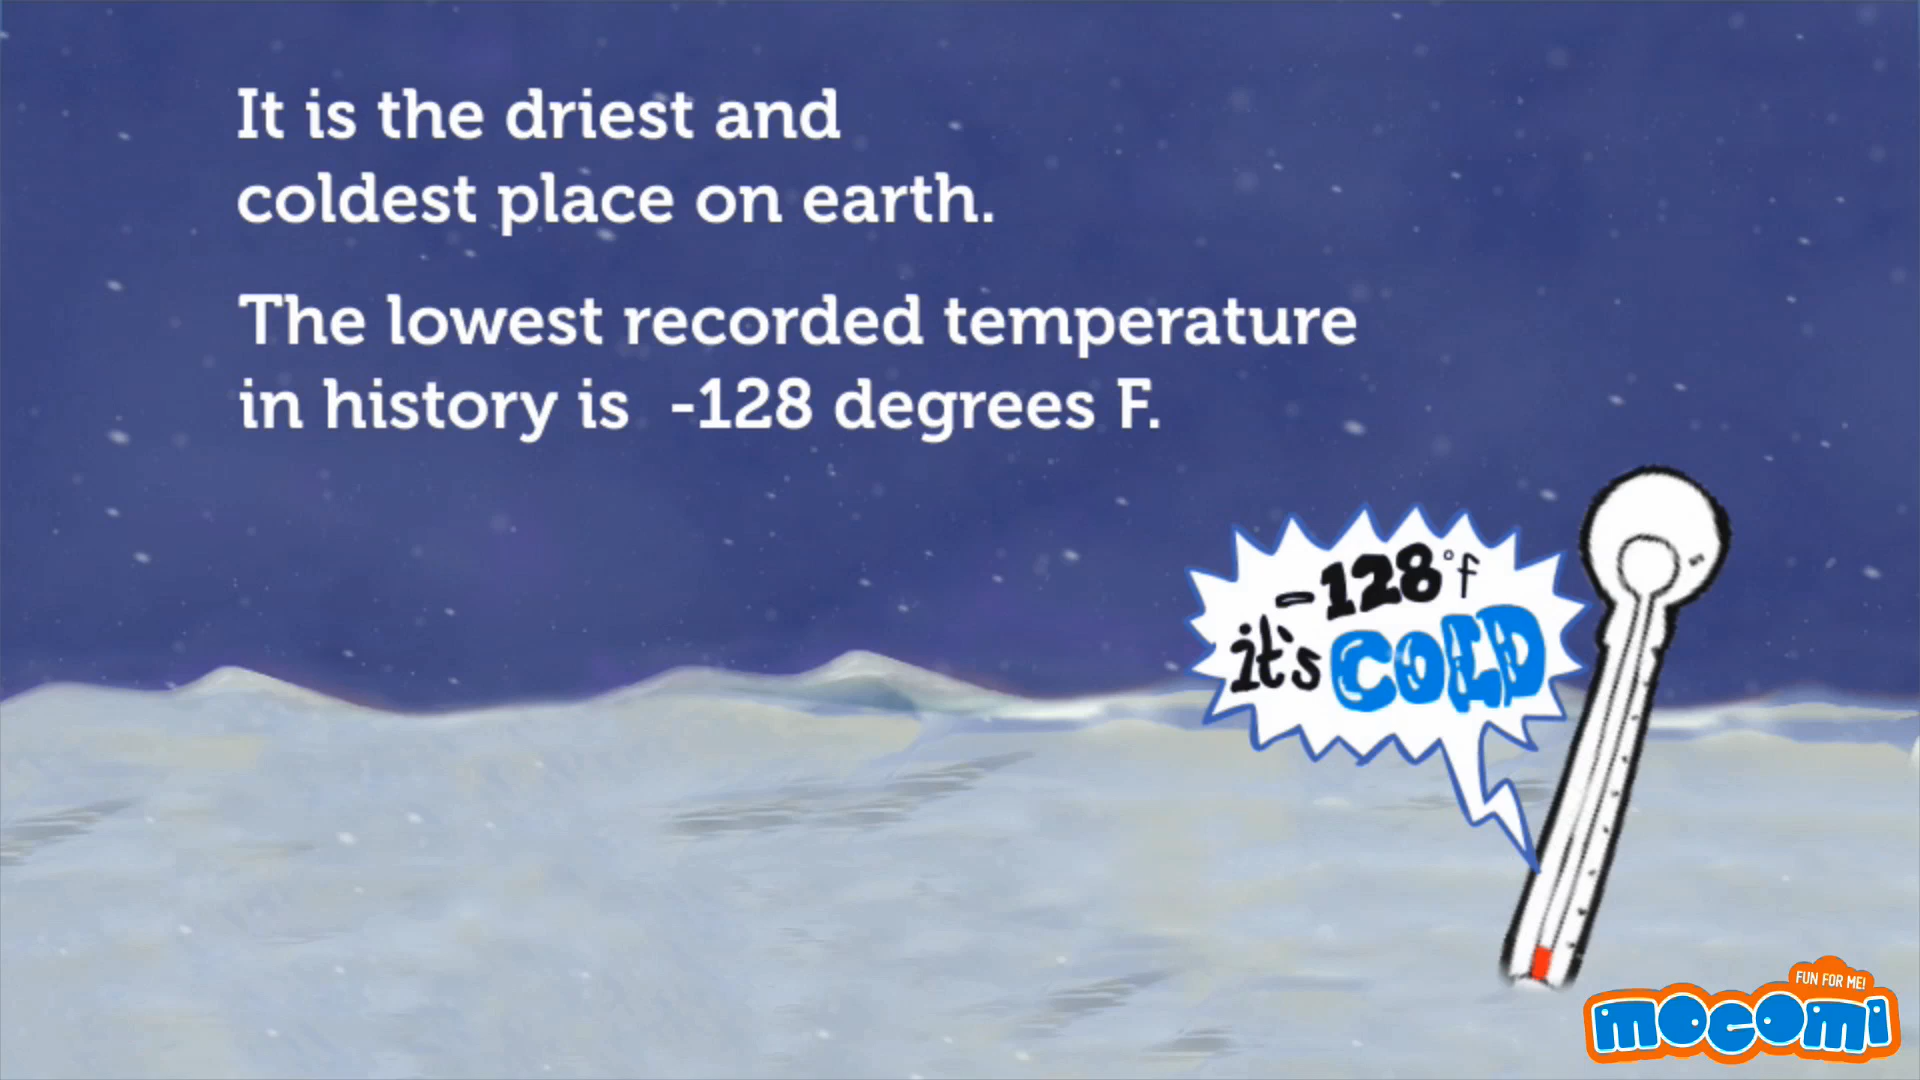 It is the driest and
coldest place on earth.
The lowest recorded temperature
in history is -128 degrees F.
-128°f
it's COLD
FUN FOR ME!
mocomi